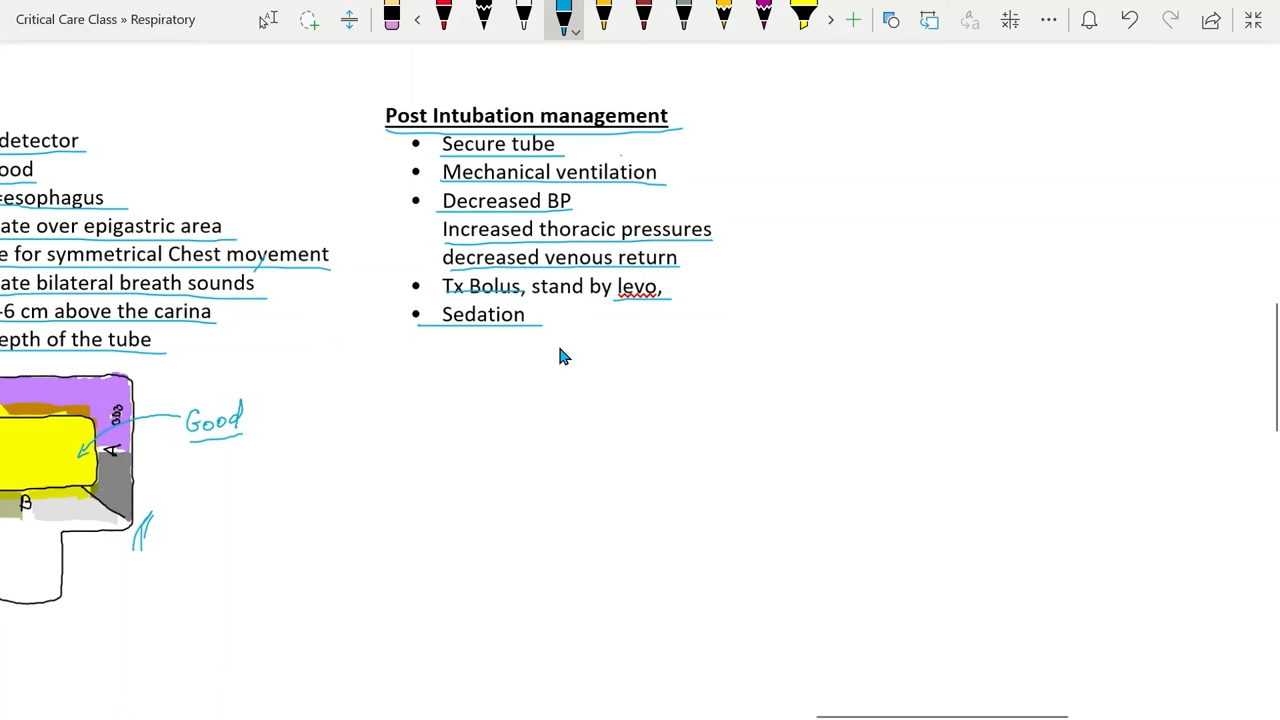 Critical Care Class » Respiratory
Post Intubation management
detector
Secure tube
ood
Mechanical ventilation
=esophagus
Decreased BP
ate over epigastric area
Increased thoracic pressures
e for symmetrical Chest movement
decreased venous return
ate bilateral breath sounds
Tx Bolus, stand by levo,
-6 cm above the carina
Sedation
epth of the tube
Good
A
B